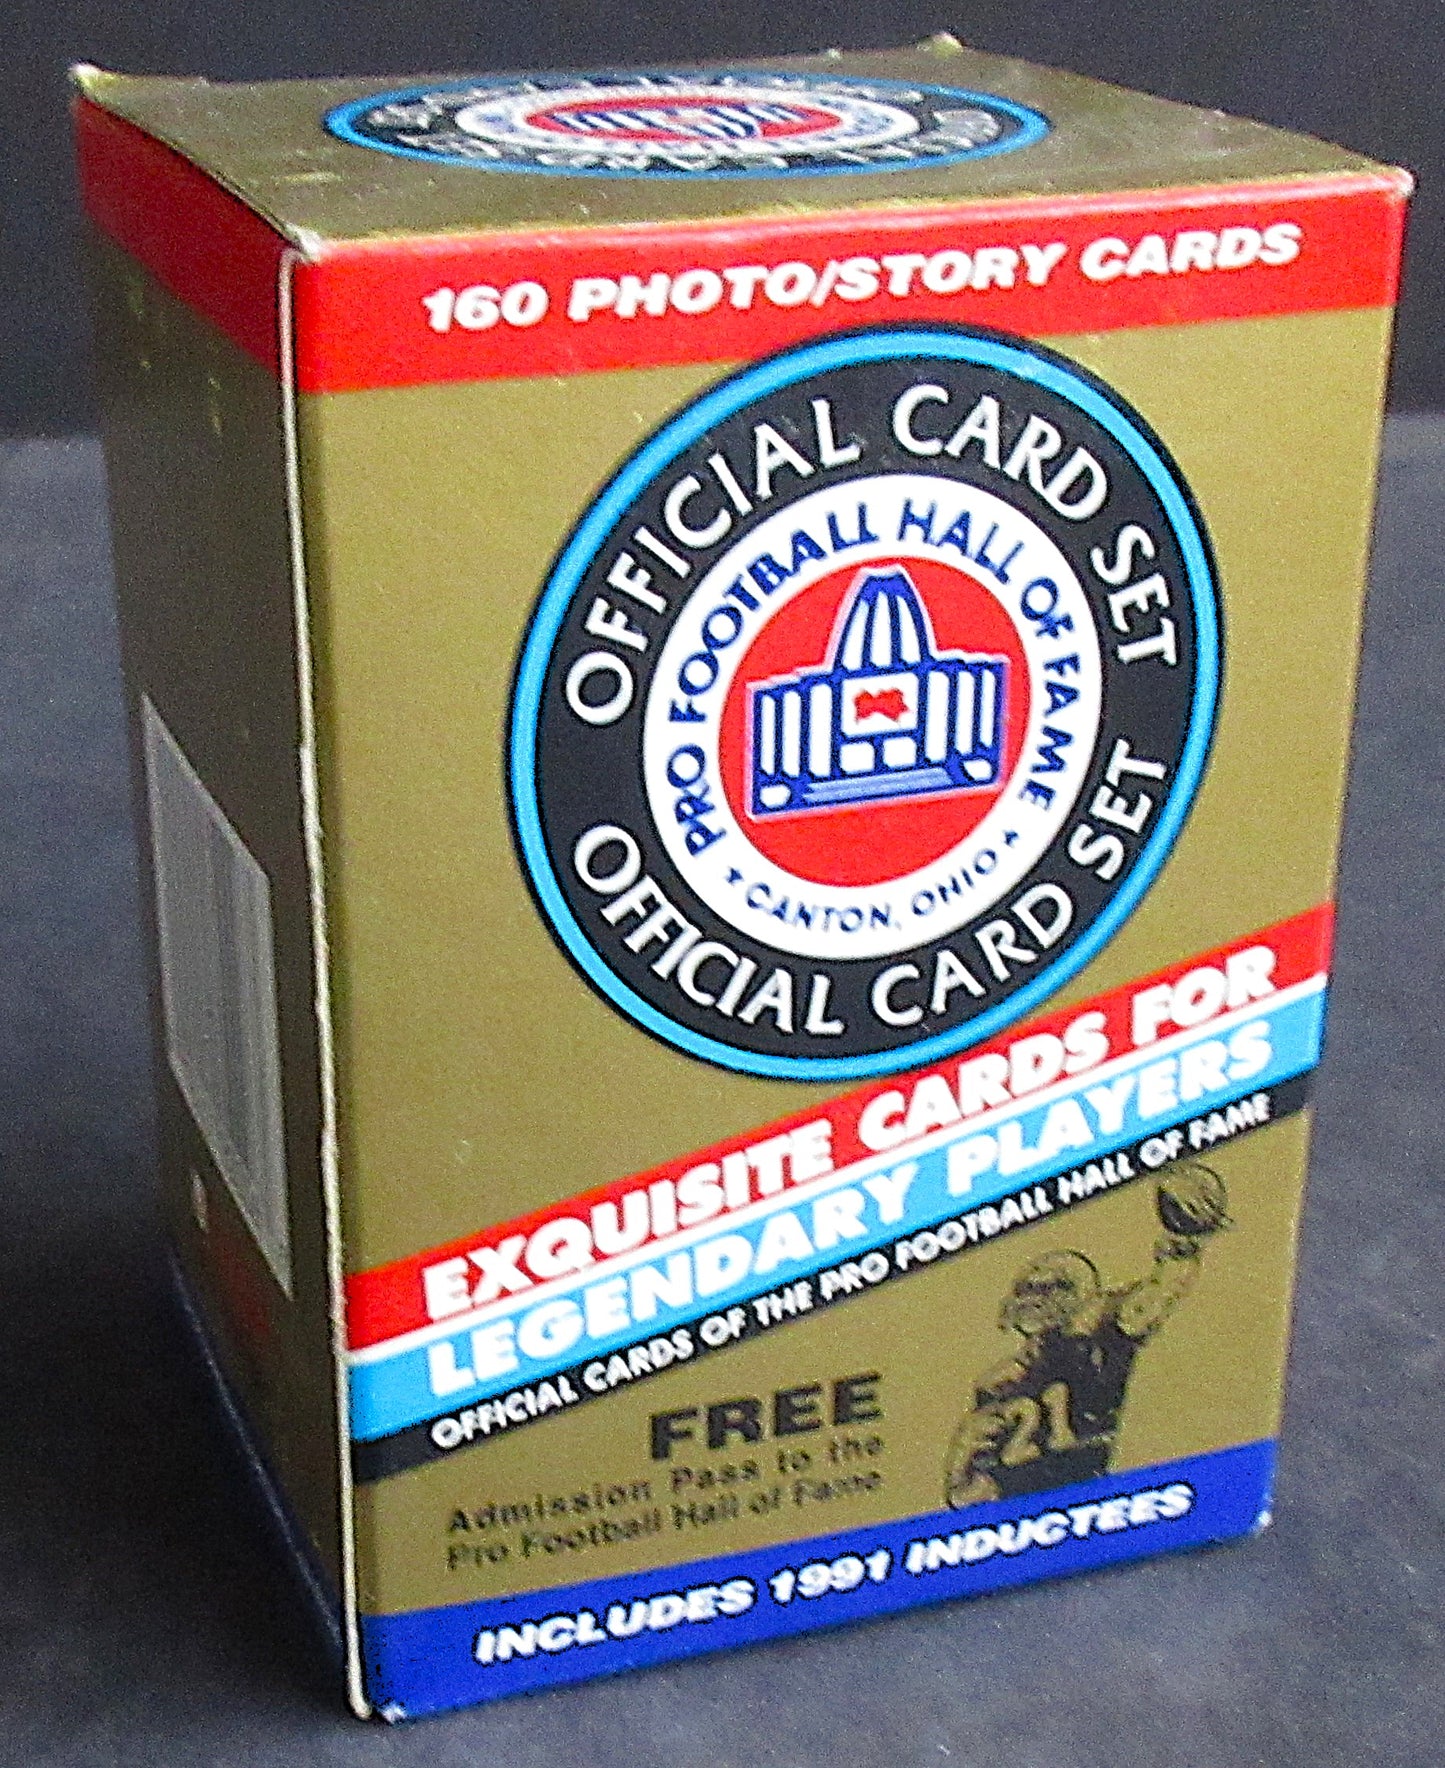 160 PHOTO/STORY CARDS
OFFICIAL CARD SET
PRO FOOTBALL HALL OF FAME
CANTON, OHIO
OFFICIAL CARD SET
EXQUISITE CARDS FOR
LEGENDARY PLAYERS
OFFICIAL CARDS OF THE PRO FOOTBALL HALL OF FAME
FREE
Admission Pass to the
Pro Football Hall of Fame
21
INCLUDES 1991 INDUCTEES